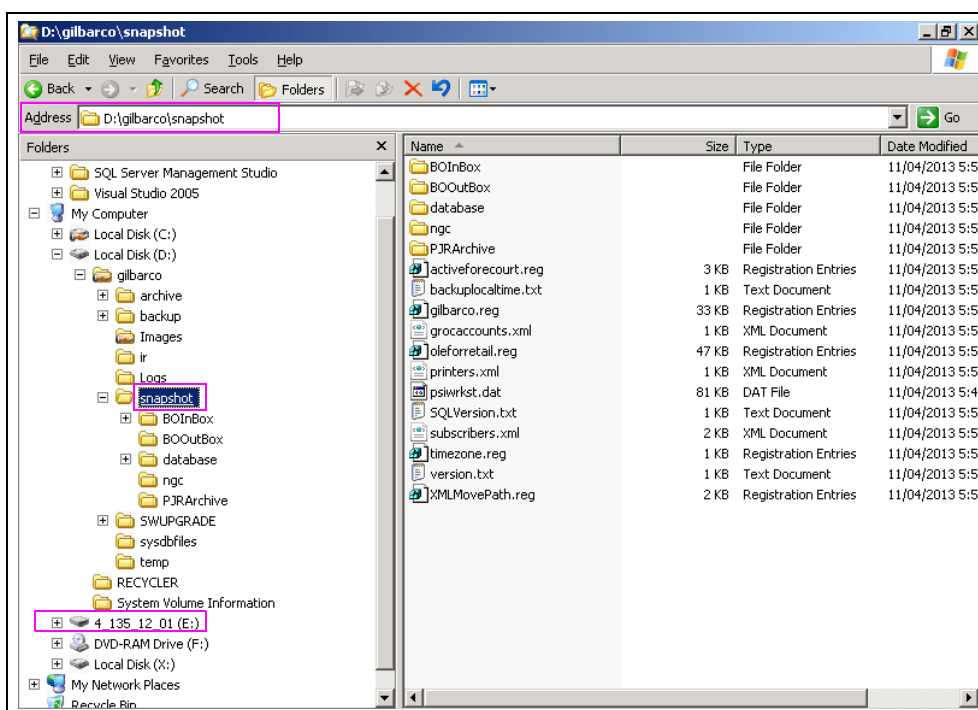 D:\gilbarco\snapshot
File Edit View Favorites Tools Help
Back Search Folders
Address D:\gilbarco\snapshot Go
Folders
SQL Server Management Studio
Visual Studio 2005
My Computer
Local Disk (C:)
Local Disk (D:)
gilbarco
archive
backup
Images
ir
Logs
snapshot
BOInBox
BOOutBox
database
ngc
PJRArchive
SWUPGRADE
sysdbfiles
temp
RECYCLER
System Volume Information
4_135_12_01 (E:)
DVD-RAM Drive (F:)
Local Disk (X:)
My Network Places
Recycle Bin
Name Size Type Date Modified
BOInBox File Folder 11/04/2013 5:5
BOOutBox File Folder 11/04/2013 5:5
database File Folder 11/04/2013 5:5
ngc File Folder 11/04/2013 5:5
PJRArchive File Folder 11/04/2013 5:5
activeforecourt.reg 3 KB Registration Entries 11/04/2013 5:5
backuplocaltime.txt 1 KB Text Document 11/04/2013 5:5
gilbarco.reg 33 KB Registration Entries 11/04/2013 5:5
grocaccounts.xml 1 KB XML Document 11/04/2013 5:5
oleforretail.reg 47 KB Registration Entries 11/04/2013 5:5
printers.xml 1 KB XML Document 11/04/2013 5:5
psiwrkst.dat 81 KB DAT File 11/04/2013 5:4
SQLVersion.txt 1 KB Text Document 11/04/2013 5:5
subscribers.xml 2 KB XML Document 11/04/2013 5:5
timezone.reg 1 KB Registration Entries 11/04/2013 5:5
version.txt 1 KB Text Document 11/04/2013 5:5
XMLMovePath.reg 2 KB Registration Entries 11/04/2013 5:5